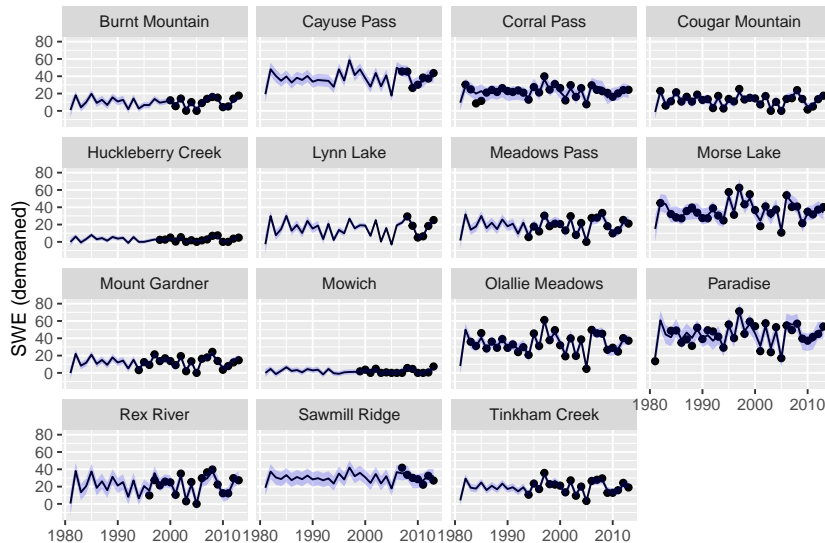 Burnt Mountain Cayuse Pass Corral Pass Cougar Mountain
80
60
40
20
0
Huckleberry Creek Lynn Lake Meadows Pass Morse Lake
80
60
40
20
0
SWE (demeaned)
Mount Gardner Mowich Olallie Meadows Paradise
80
60
40
20
0
1980 1990 2000 2010
Rex River Sawmill Ridge Tinkham Creek
80
60
40
20
0
1980 1990 2000 2010 1980 1990 2000 2010 1980 1990 2000 2010